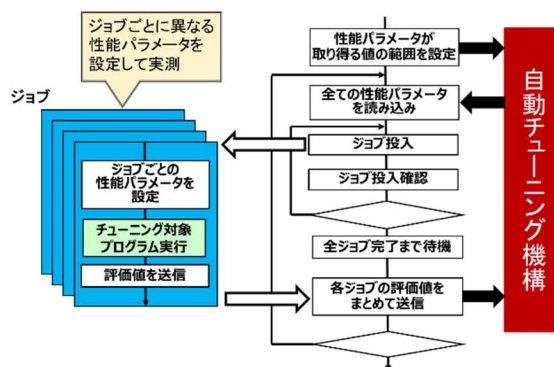 ジョブごとに異なる
性能パラメータを
設定して実測
ジョブ
ジョブごとの
性能パラメータを
設定
チューニング対象
プログラム実行
評価値を送信
性能パラメータが
取り得る値の範囲を設定
全ての性能パラメータ
を読み込み
ジョブ投入
ジョブ投入確認
全ジョブ完了まで待機
各ジョブの評価値を
まとめて送信
自動チューニング機構